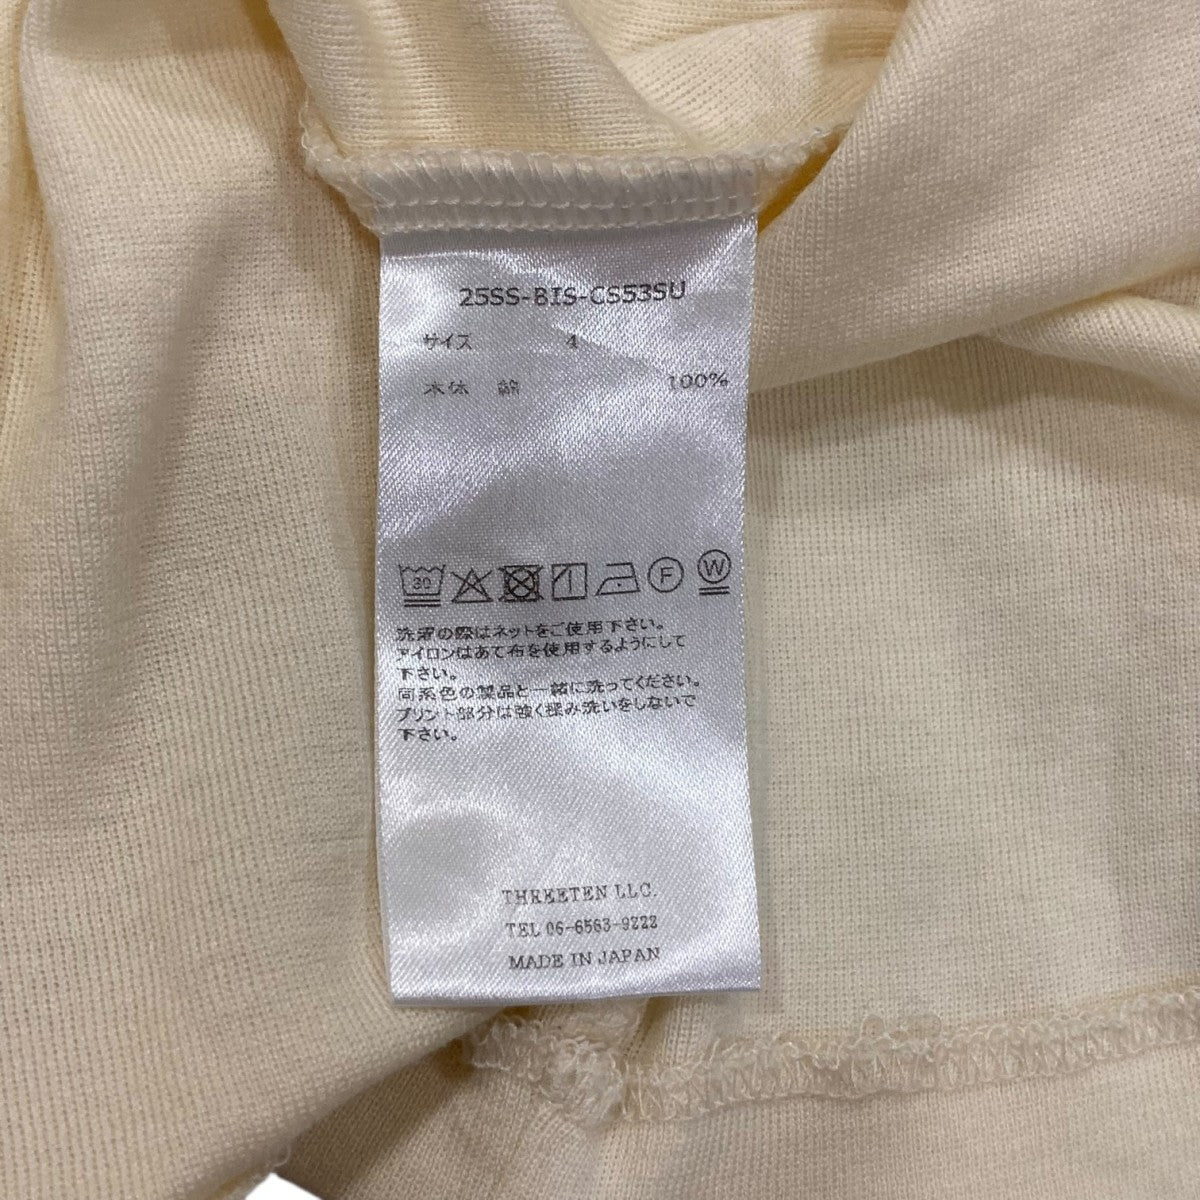 25SS-BIS-CS53SU
サイズ 4
本体 綿 100%
30 F W
洗濯の際はネットをご使用下さい。
アイロンはあて布を使用するようにして
下さい。
同系色の製品と一緒に洗ってください。
プリント部分は強く揉み洗いをしないで
下さい。
THREETEN LLC.
TEL 06-6563-9222
MADE IN JAPAN